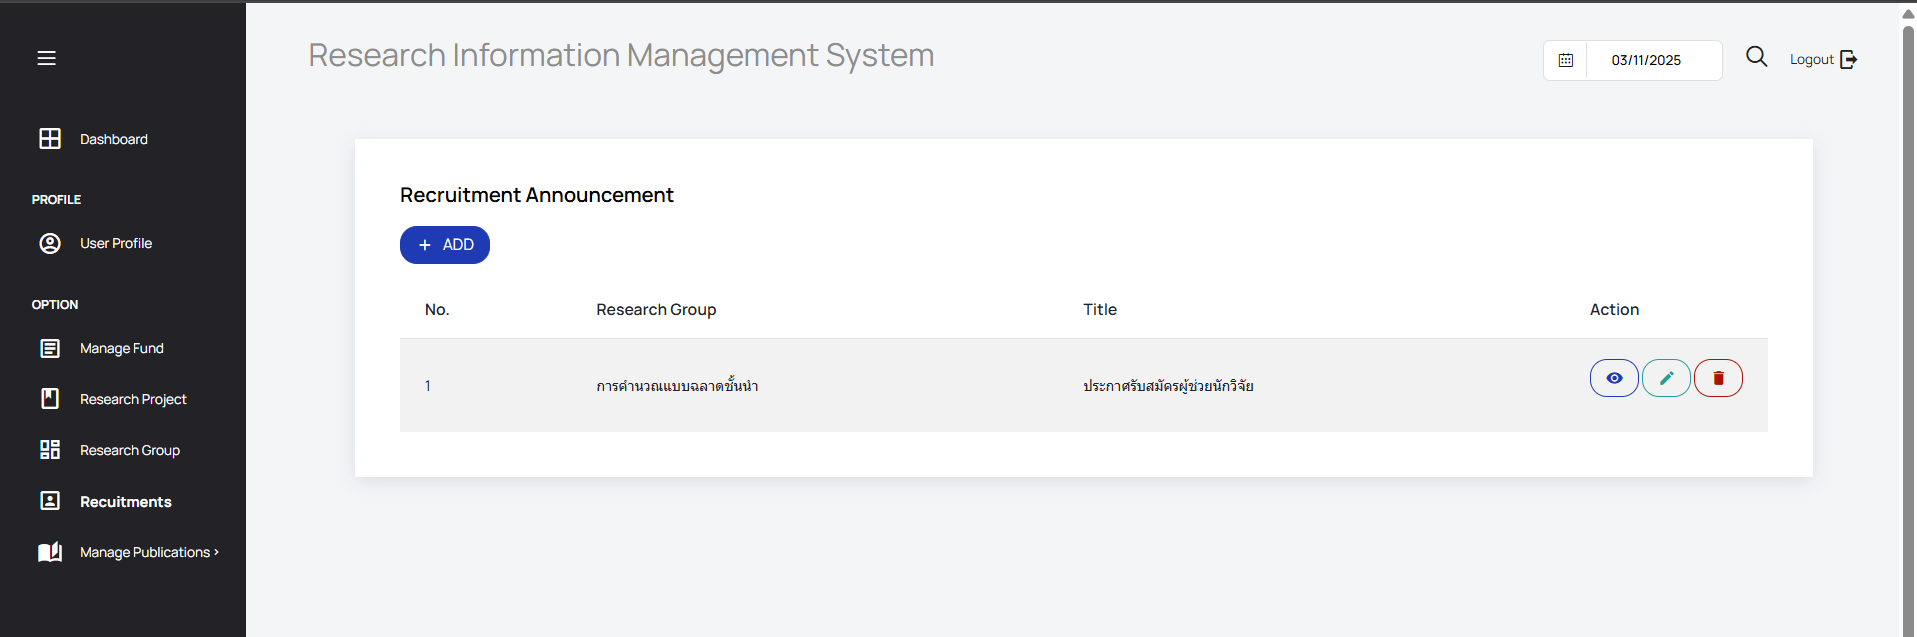 Research Information Management System
03/11/2025
Logout
Dashboard
PROFILE
User Profile
OPTION
Manage Fund
Research Project
Research Group
Recuitments
Manage Publications
Recruitment Announcement
+ ADD
No. Research Group Title Action
1 การคำนวณแบบฉลาดชั้นนำ ประกาศรับสมัครผู้ช่วยนักวิจัย